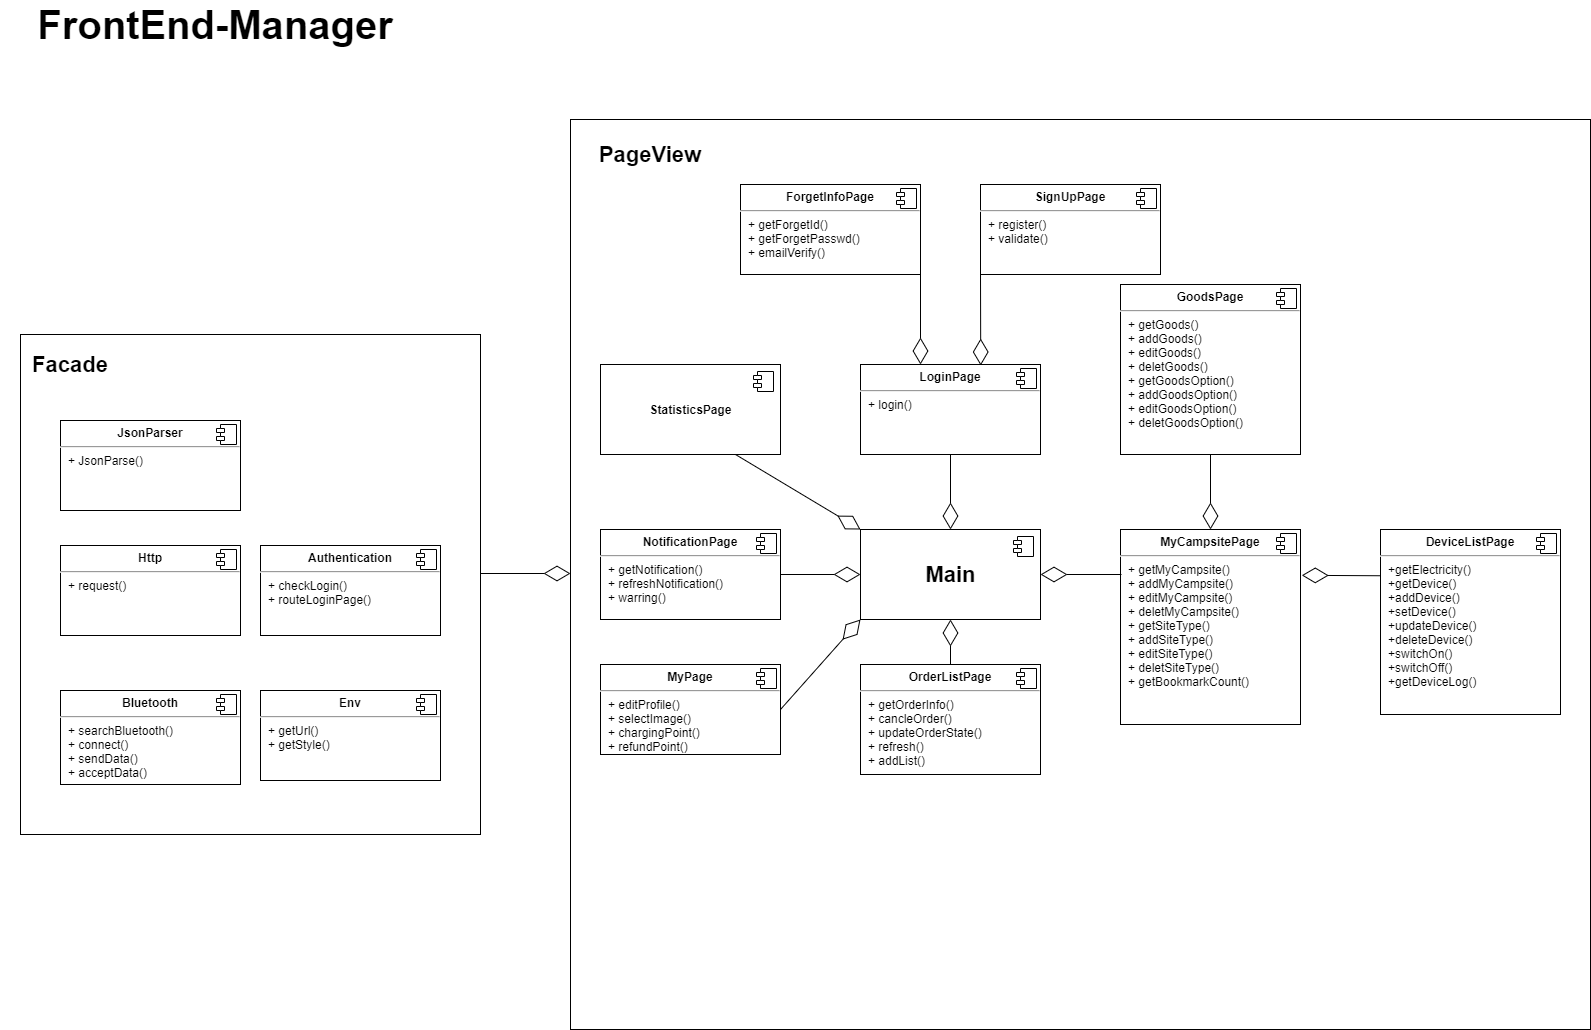 FrontEnd-Manager
Facade
JsonParser
+ JsonParse()
Http
+ request()
Authentication
+ checkLogin()
+ routeLoginPage()
Bluetooth
+ searchBluetooth()
+ connect()
+ sendData()
+ acceptData()
Env
+ getUrl()
+ getStyle()
PageView
ForgetInfoPage
+ getForgetId()
+ getForgetPasswd()
+ emailVerify()
SignUpPage
+ register()
+ validate()
GoodsPage
+ getGoods()
+ addGoods()
+ editGoods()
+ deletGoods()
+ getGoodsOption()
+ addGoodsOption()
+ editGoodsOption()
+ deletGoodsOption()
StatisticsPage
LoginPage
+ login()
NotificationPage
+ getNotification()
+ refreshNotification()
+ warring()
Main
MyCampsitePage
+ getMyCampsite()
+ addMyCampsite()
+ editMyCampsite()
+ deletMyCampsite()
+ getSiteType()
+ addSiteType()
+ editSiteType()
+ deletSiteType()
+ getBookmarkCount()
DeviceListPage
+getElectricity()
+getDevice()
+addDevice()
+setDevice()
+updateDevice()
+deleteDevice()
+switchOn()
+switchOff()
+getDeviceLog()
MyPage
+ editProfile()
+ selectImage()
+ chargingPoint()
+ refundPoint()
OrderListPage
+ getOrderInfo()
+ cancleOrder()
+ updateOrderState()
+ refresh()
+ addList()